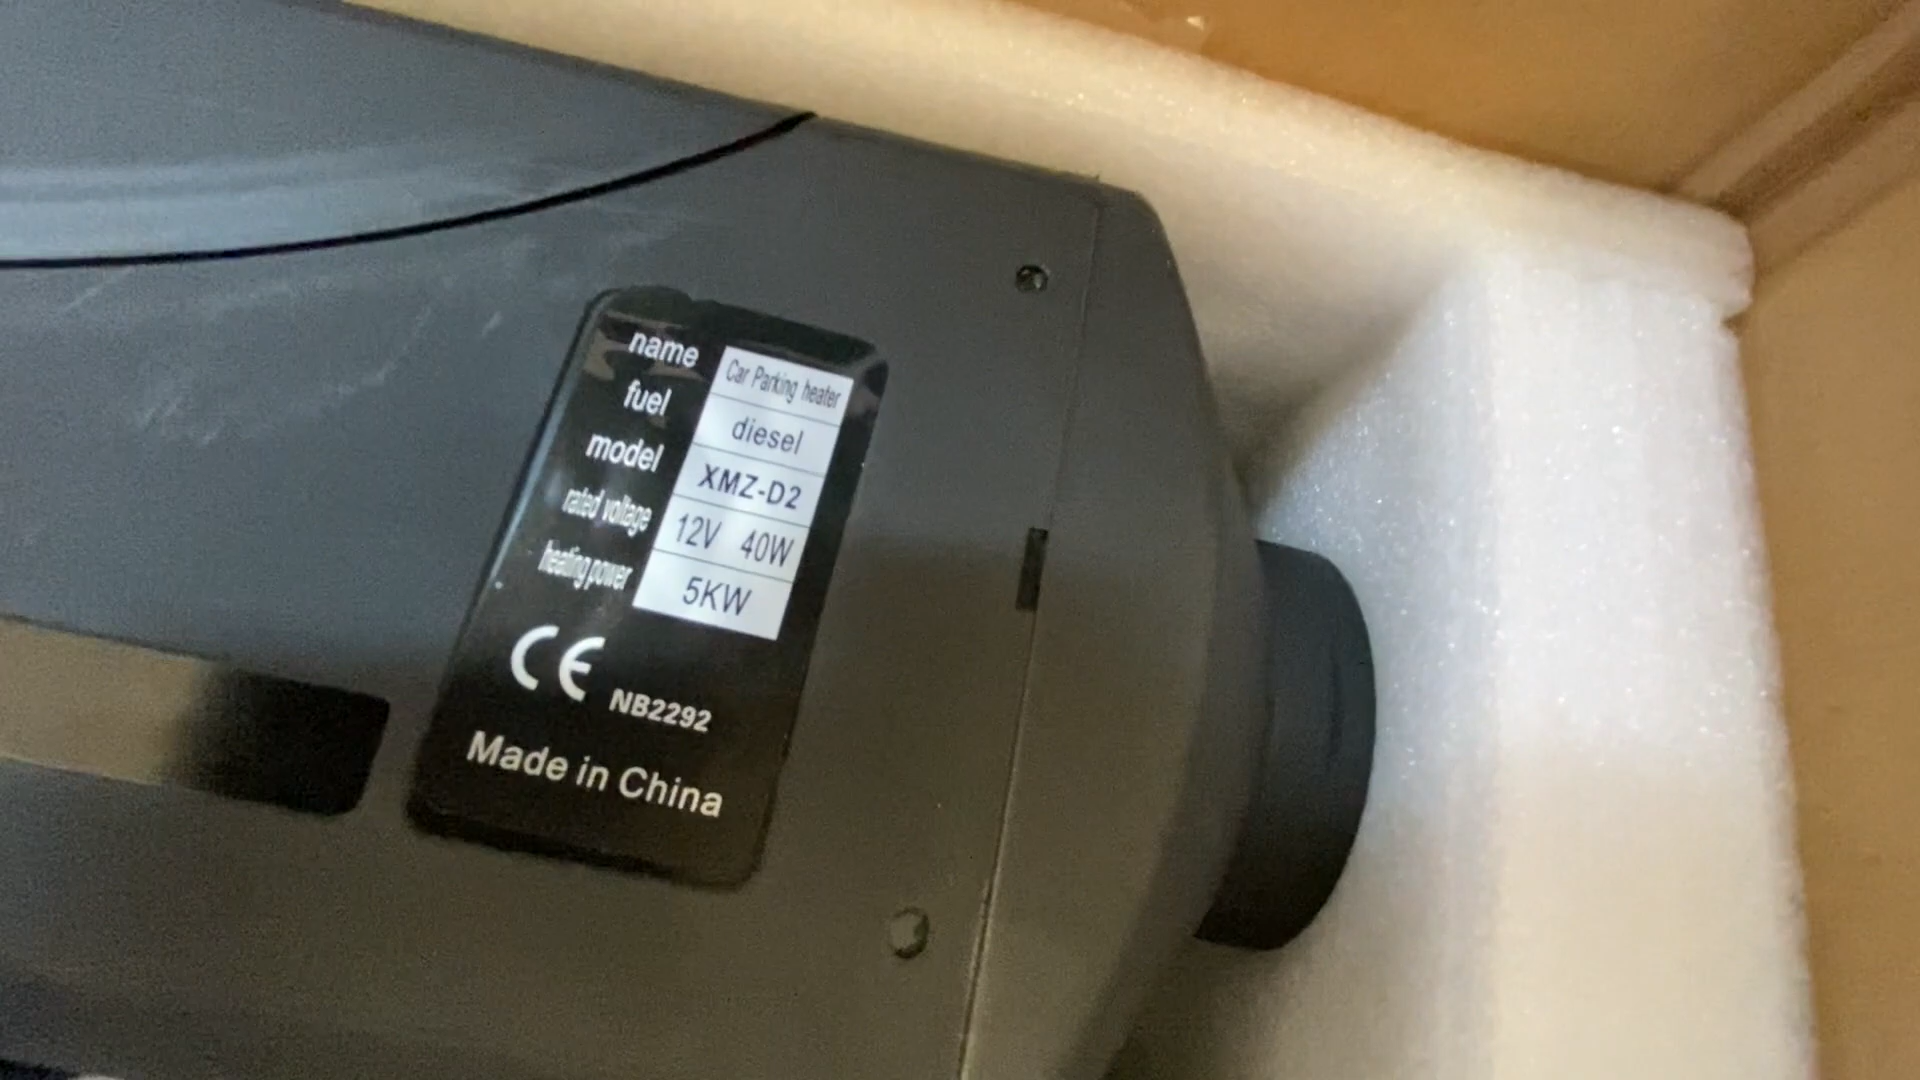 name Car Parking heater
fuel diesel
model XMZ-D2
rated voltage 12V 40W
heating power 5KW
CE NB2292
Made in China